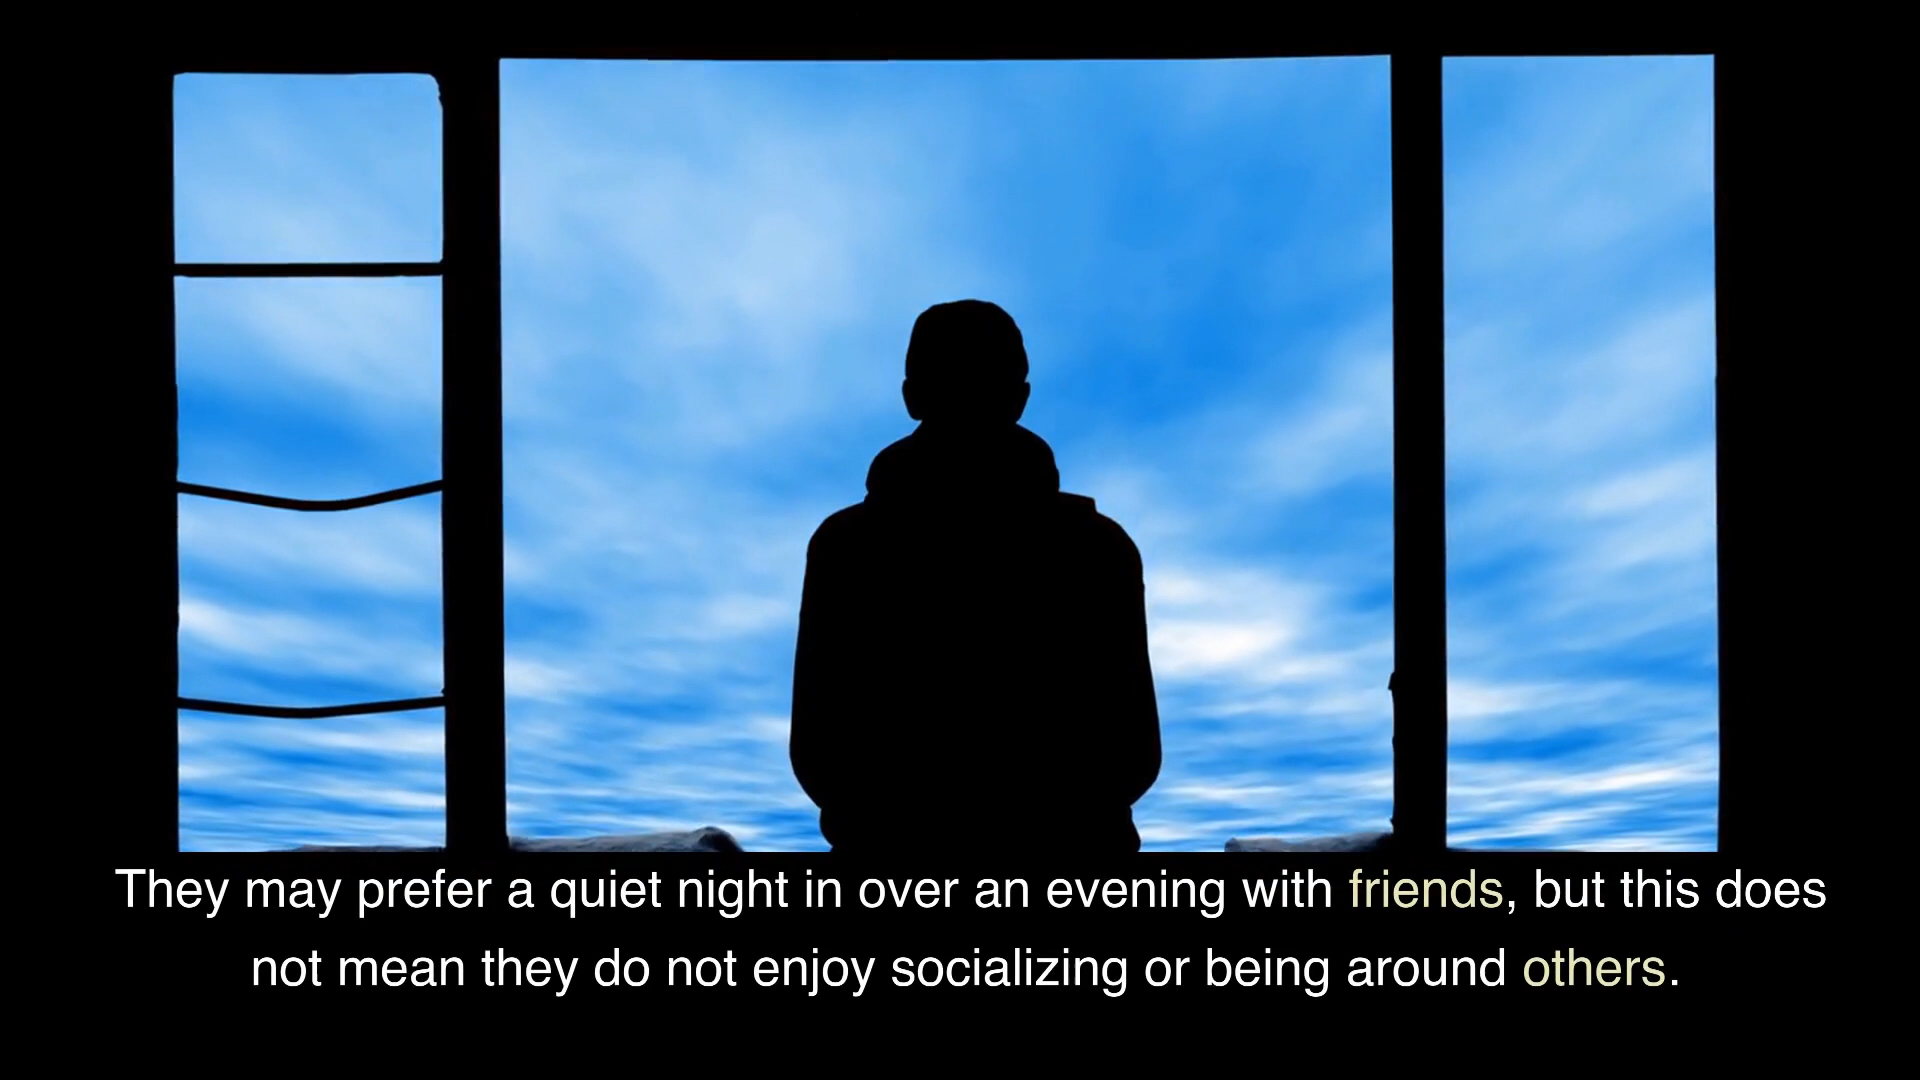 They may prefer a quiet night in over an evening with friends, but this does
not mean they do not enjoy socializing or being around others.